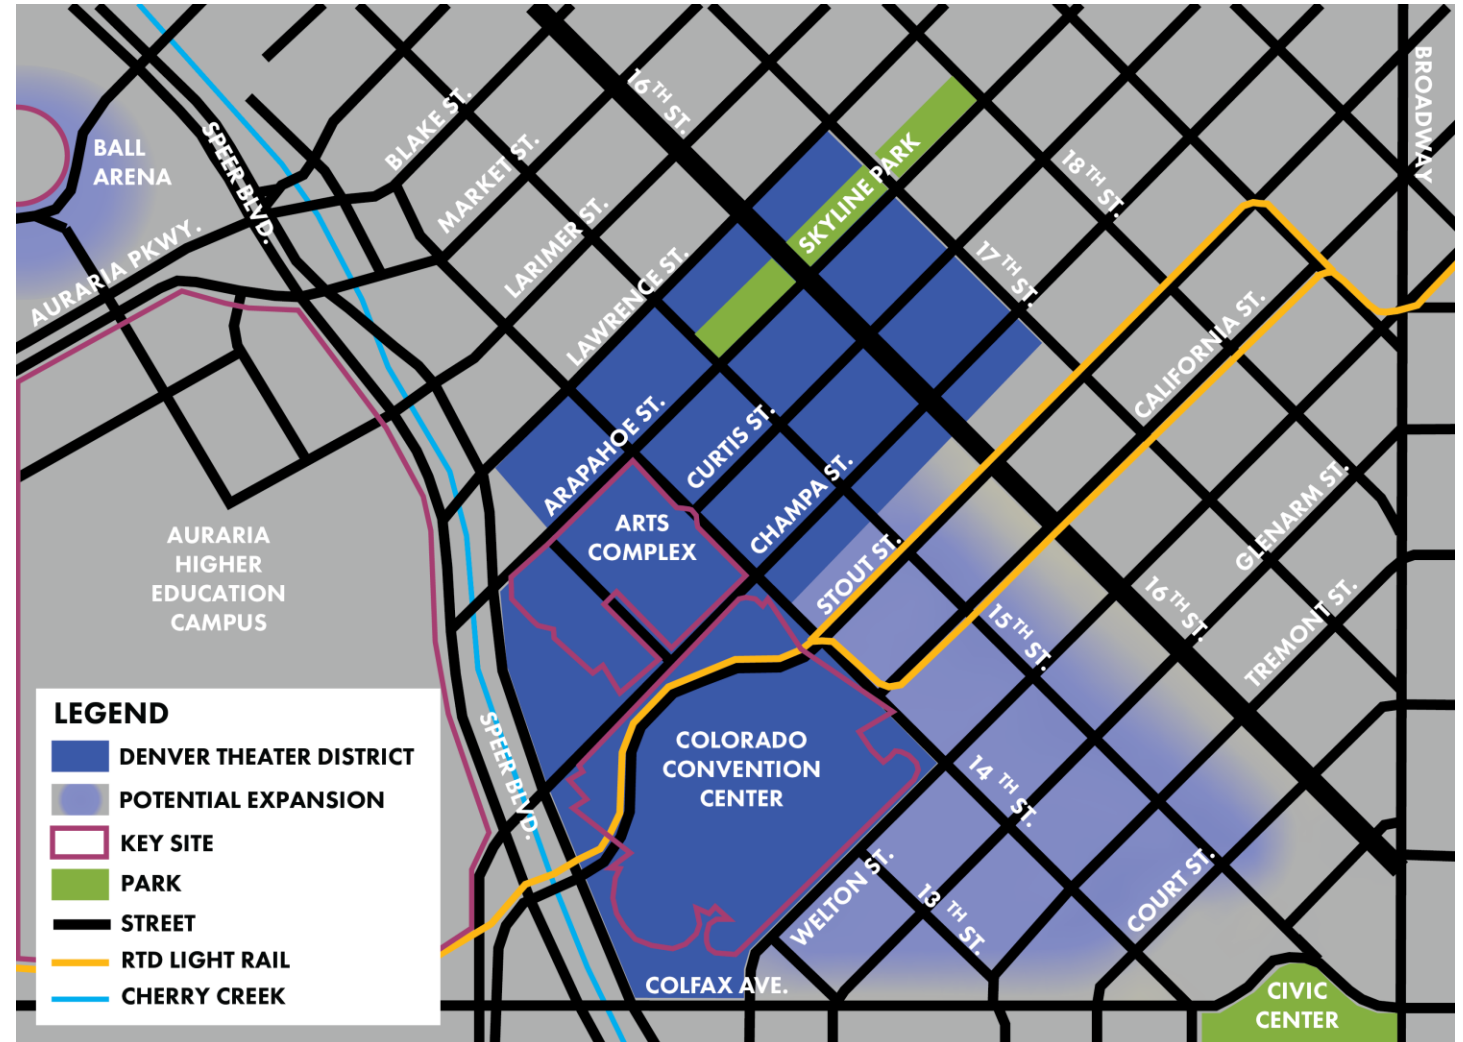 BROADWAY
16TH ST.
BLAKE ST.
BALL
ARENA
SPEER BLVD.
MARKET ST.
SKYLINE PARK
18TH ST.
LARIMER ST.
AURARIA PKWY.
LAWRENCE ST.
17TH ST.
CALIFORNIA ST.
ARAPAHOE ST.
CURTIS ST.
CHAMPA ST.
GLENARM ST.
ARTS
COMPLEX
AURARIA
HIGHER
EDUCATION
CAMPUS
STOUT ST.
15TH ST.
16TH ST.
TREMONT ST.
LEGEND
DENVER THEATER DISTRICT
POTENTIAL EXPANSION
KEY SITE
PARK
STREET
RTD LIGHT RAIL
CHERRY CREEK
SPEER BLVD.
COLORADO
CONVENTION
CENTER
14TH ST.
WELTON ST.
13TH ST.
COURT ST.
COLFAX AVE.
CIVIC
CENTER